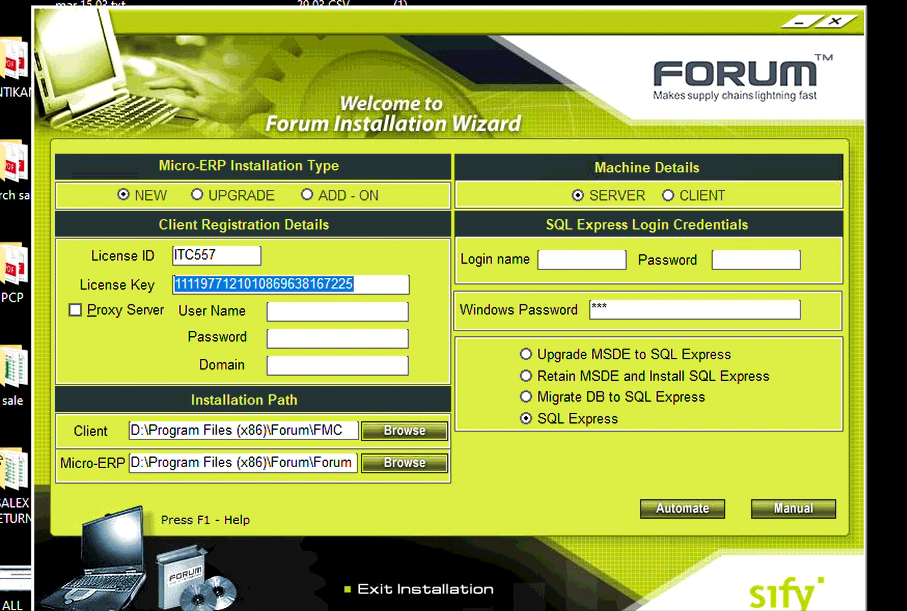 mar 15 03 txt 29 03 CSV (1)
FORUM™
Makes supply chains lightning fast
Welcome to
Forum Installation Wizard
Micro-ERP Installation Type
NEW UPGRADE ADD - ON
Machine Details
SERVER CLIENT
Client Registration Details
License ID ITC557
License Key 1111977121010869638167225
Proxy Server User Name
Password
Domain
SQL Express Login Credentials
Login name Password
Windows Password ***
Upgrade MSDE to SQL Express
Retain MSDE and Install SQL Express
Migrate DB to SQL Express
SQL Express
Installation Path
Client D:\Program Files (x86)\Forum\FMC Browse
Micro-ERP D:\Program Files (x86)\Forum\Forum Browse
Automate Manual
Press F1 - Help
FORUM
Exit Installation
sify
NTIKAN
rch sa
PCP
sale
SALEX
ETURN
ALL